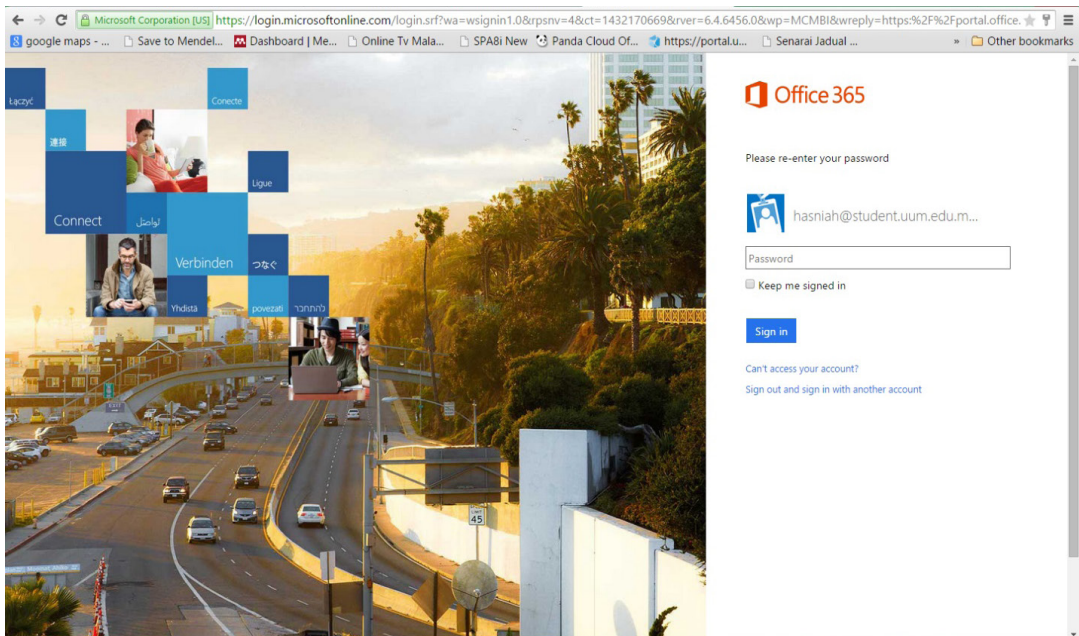 Microsoft Corporation [US] https://login.microsoftonline.com/login.srf?wa=wsignin1.0&rpsnv=4&ct=1432170669&rver=6.4.6456.0&wp=MCMBI&wreply=https:%2F%2Fportal.office.
google maps - ... Save to Mendel... Dashboard | Me... Online Tv Mala... SPA8i New Panda Cloud Of... https://portal.u... Senarai Jadual ... » Other bookmarks
Łączyć
Conecte
連接
Ligue
Connect
تواصل
Verbinden
つなぐ
Yhdistä
povezati
להתחבר
EXIT
LIMIT
45
Office 365
Please re-enter your password
hasniah@student.uum.edu.m...
Password
Keep me signed in
Sign in
Can't access your account?
Sign out and sign in with another account